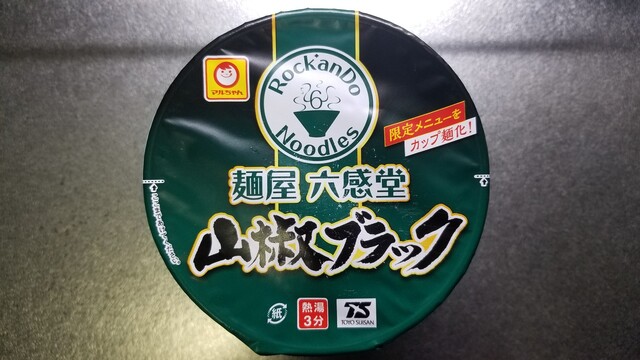 Rock'anDo
6
Noodles
マルちゃん
限定メニューを
カップ麺化！
麺屋 六感堂
山椒ブラック
紙
熱湯
3分
TS
TOYO SUISAN